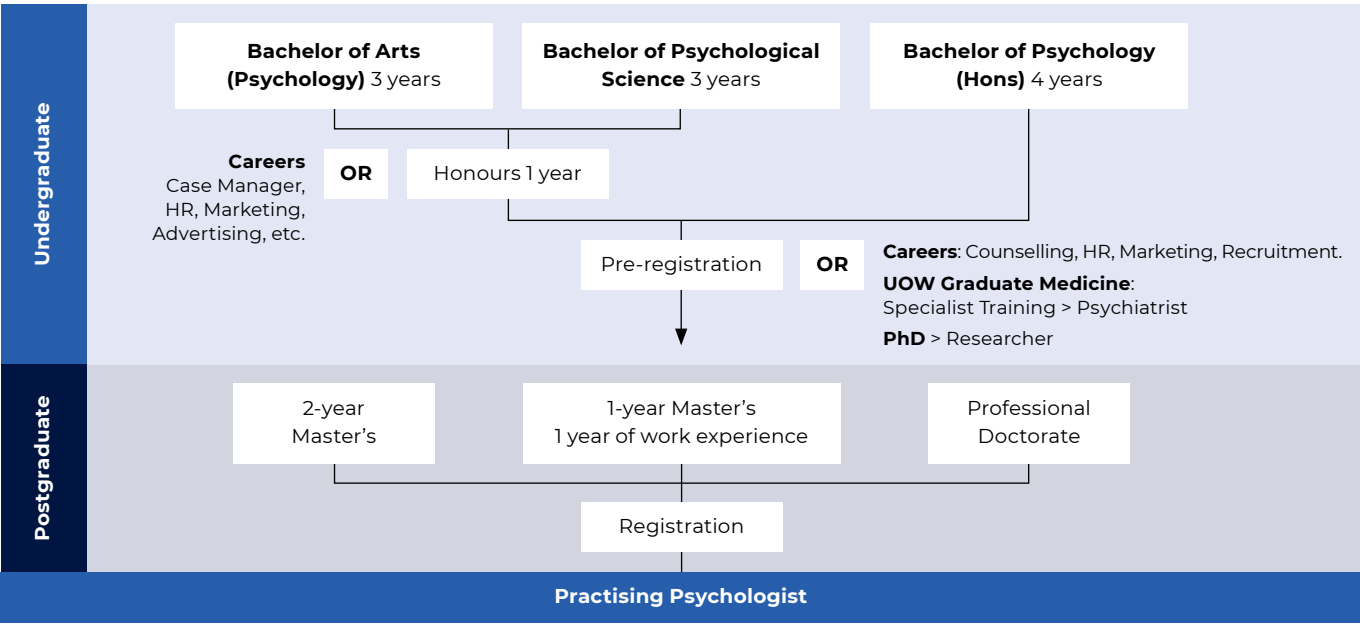 Undergraduate
Bachelor of Arts
(Psychology) 3 years
Bachelor of Psychological
Science 3 years
Bachelor of Psychology
(Hons) 4 years
Careers
Case Manager,
HR, Marketing,
Advertising, etc.
OR
Honours 1 year
Pre-registration
OR
Careers: Counselling, HR, Marketing, Recruitment.
UOW Graduate Medicine:
Specialist Training > Psychiatrist
PhD > Researcher
Postgraduate
2-year
Master's
1-year Master's
1 year of work experience
Professional
Doctorate
Registration
Practising Psychologist